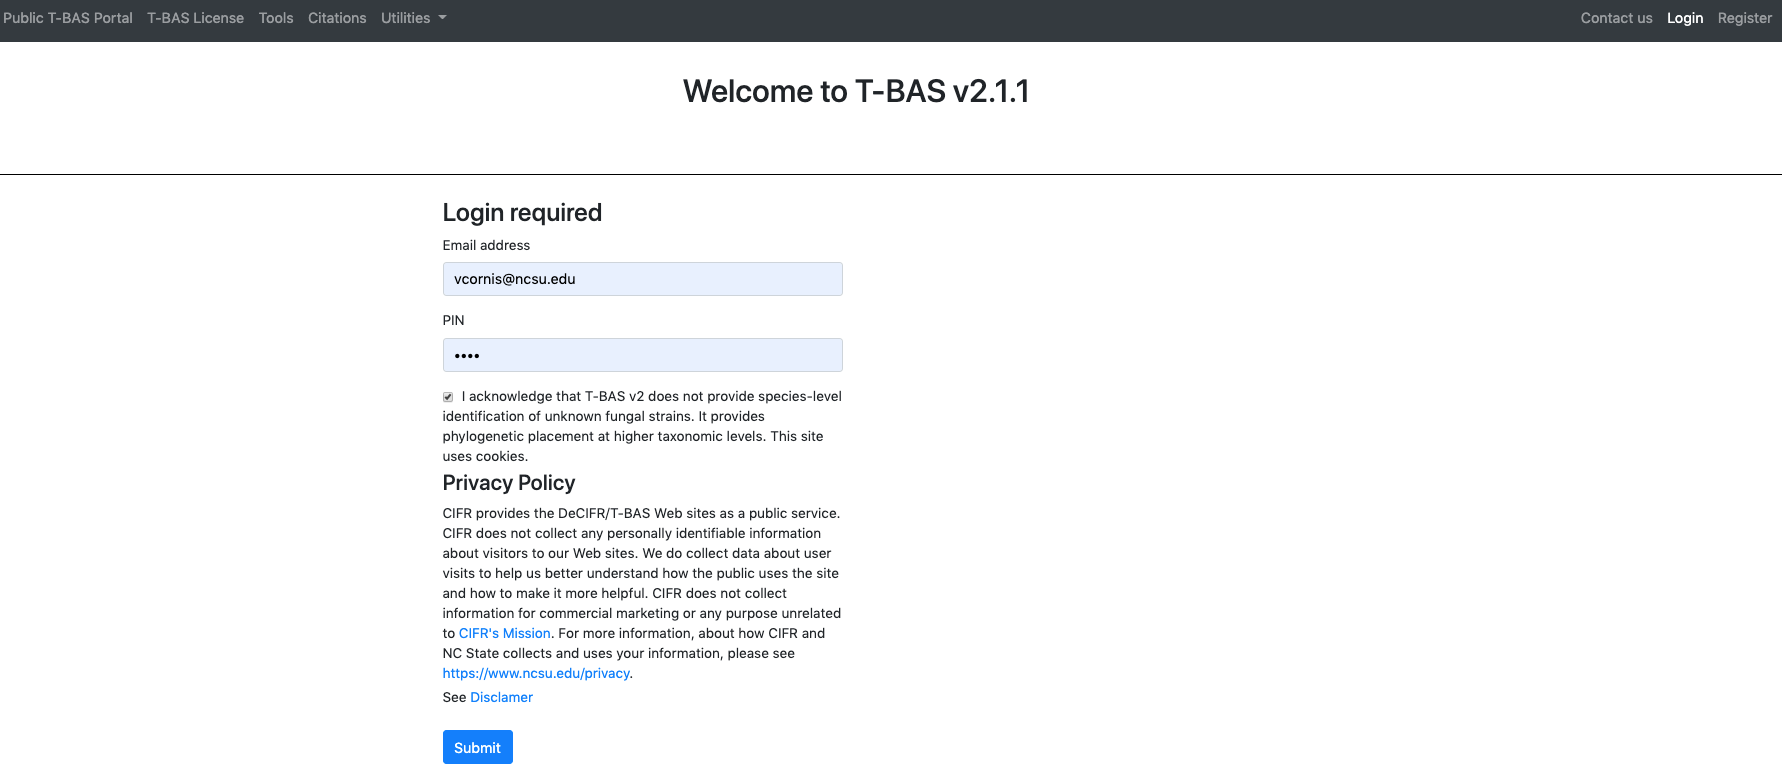 Public T-BAS Portal T-BAS License Tools Citations Utilities Contact us Login Register
Welcome to T-BAS v2.1.1
Login required
Email address
vcornis@ncsu.edu
PIN
••••
I acknowledge that T-BAS v2 does not provide species-level
identification of unknown fungal strains. It provides
phylogenetic placement at higher taxonomic levels. This site
uses cookies.
Privacy Policy
CIFR provides the DeCIFR/T-BAS Web sites as a public service.
CIFR does not collect any personally identifiable information
about visitors to our Web sites. We do collect data about user
visits to help us better understand how the public uses the site
and how to make it more helpful. CIFR does not collect
information for commercial marketing or any purpose unrelated
to CIFR's Mission. For more information, about how CIFR and
NC State collects and uses your information, please see
https://www.ncsu.edu/privacy.
See Disclamer
Submit